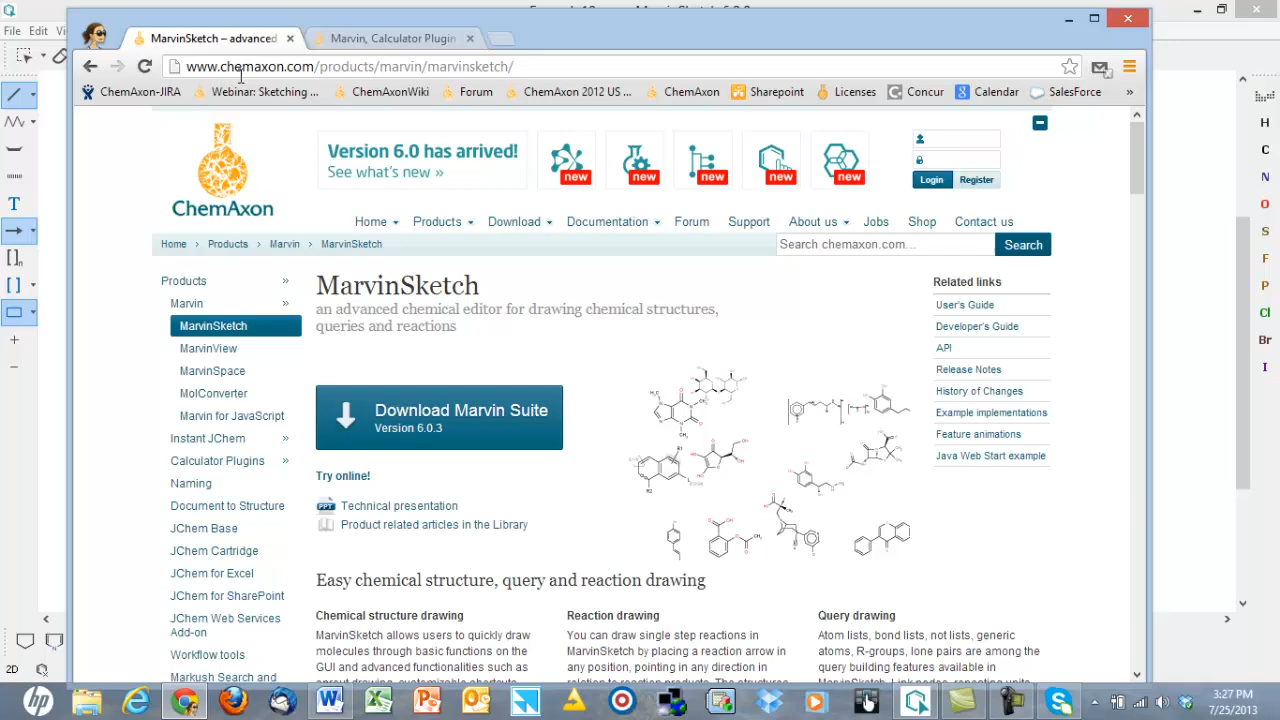 File Edit
MarvinSketch – advanced
Marvin, Calculator Plugin
www.chemaxon.com/products/marvin/marvinsketch/
ChemAxon-JIRA
Webinar: Sketching ...
ChemAxonWiki
Forum
ChemAxon 2012 US ...
ChemAxon
Sharepoint
Licenses
Concur
Calendar
SalesForce
»
ChemAxon
Version 6.0 has arrived!
See what's new »
new
new
new
new
new
Login
Register
Home
Products
Download
Documentation
Forum
Support
About us
Jobs
Shop
Contact us
Home › Products › Marvin › MarvinSketch
Search chemaxon.com...
Search
Products »
Marvin »
MarvinSketch
MarvinView
MarvinSpace
MolConverter
Marvin for JavaScript
Instant JChem »
Calculator Plugins »
Naming
Document to Structure
JChem Base
JChem Cartridge
JChem for Excel
JChem for SharePoint
JChem Web Services
Add-on
Workflow tools
Markush Search and
MarvinSketch
an advanced chemical editor for drawing chemical structures,
queries and reactions
Download Marvin Suite
Version 6.0.3
Try online!
PPT
Technical presentation
Product related articles in the Library
Easy chemical structure, query and reaction drawing
Chemical structure drawing
MarvinSketch allows users to quickly draw
molecules through basic functions on the
GUI and advanced functionalities such as
Reaction drawing
You can draw single step reactions in
MarvinSketch by placing a reaction arrow in
any position, pointing in any direction in
Query drawing
Atom lists, bond lists, not lists, generic
atoms, R-groups, lone pairs are among the
query building features available in
Related links
User's Guide
Developer's Guide
API
Release Notes
History of Changes
Example implementations
Feature animations
Java Web Start example
T
H
C
N
O
S
F
P
Cl
Br
I
2D
3:27 PM
7/25/2013